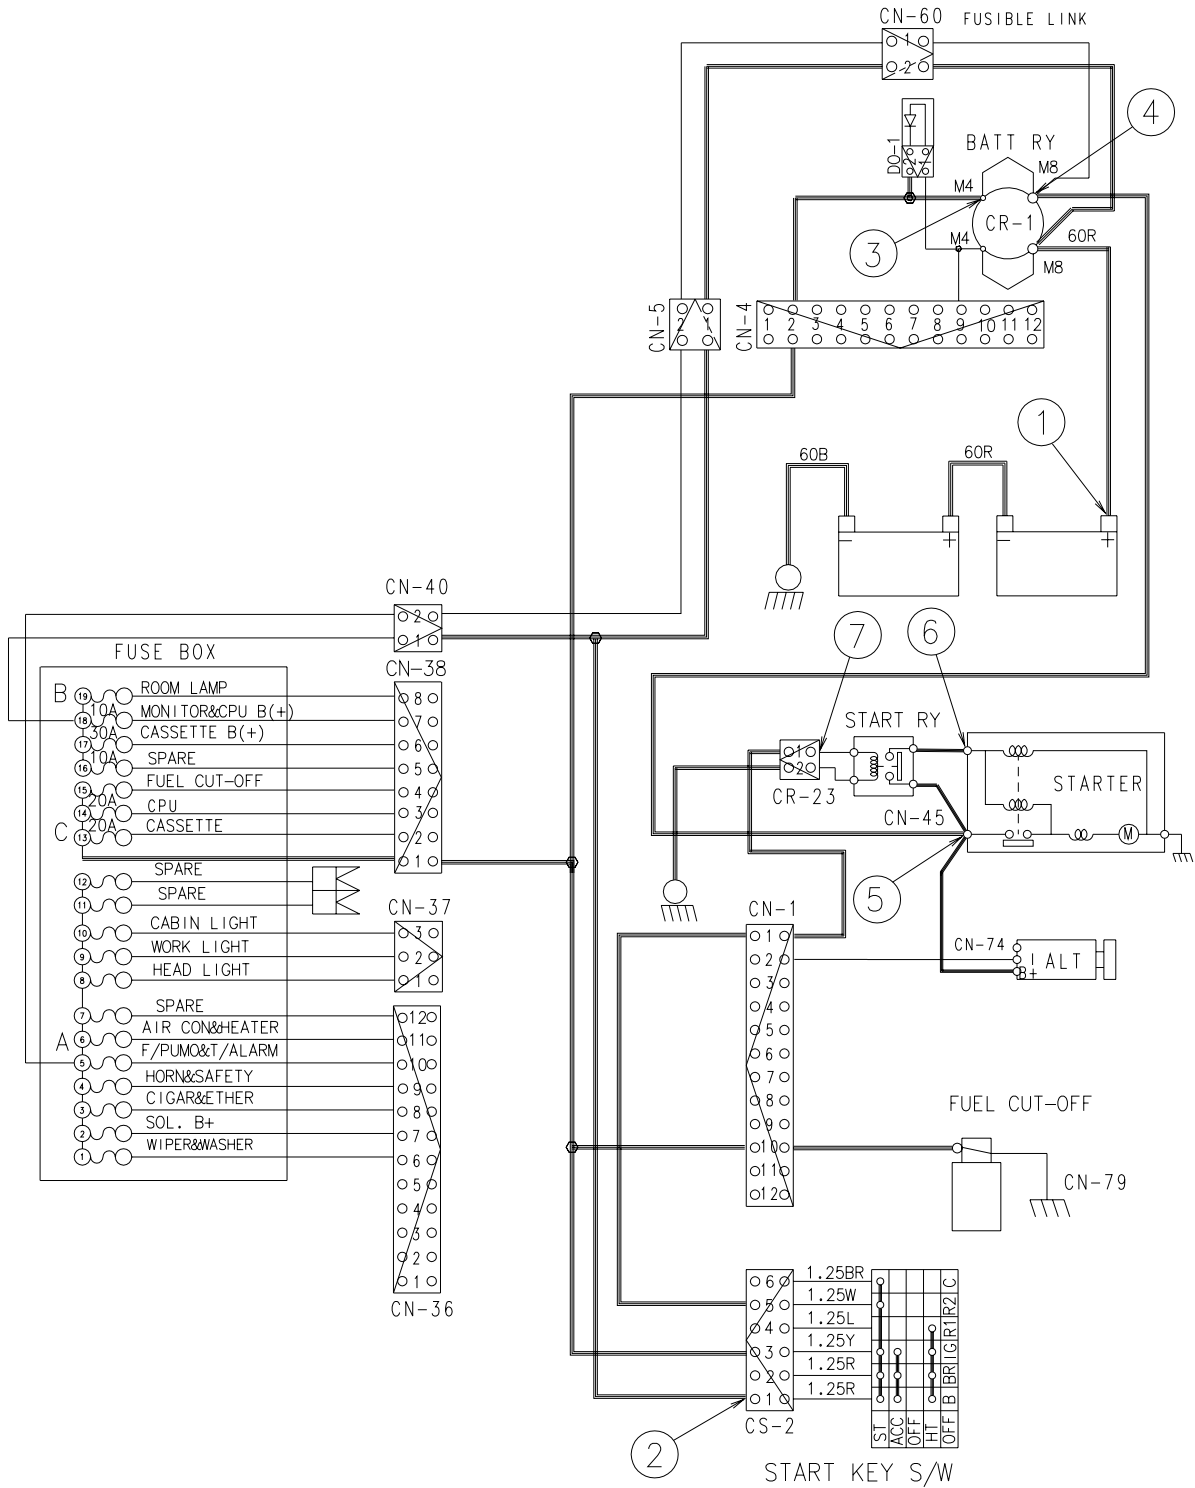 CN-60 FUSIBLE LINK
1
2
4
BATT RY
DO-1
2
1
M8
M4
CR-1
3
M4
60R
M8
CN-5
2
1
CN-4
1 2 3 4 5 6 7 8 9 10 11 12
1
60B
60R
- +
- +
CN-40
2
1
7
6
FUSE BOX
CN-38
B
19 ROOM LAMP 8
10A
18 MONITOR&CPU B(+) 7
30A
17 CASSETTE B(+) 6
10A
16 SPARE 5
15 FUEL CUT-OFF 4
20A
14 CPU 3
C
20A
13 CASSETTE 2
1
12 SPARE
11 SPARE
CN-37
10 CABIN LIGHT 3
9 WORK LIGHT 2
8 HEAD LIGHT 1
7 SPARE 12
A
6 AIR CON&HEATER 11
5 F/PUMO&T/ALARM 10
4 HORN&SAFETY 9
3 CIGAR&ETHER 8
2 SOL. B+ 7
1 WIPER&WASHER 6
5
4
3
2
1
CN-36
START RY
1
2
CR-23
STARTER
CN-45
M
5
CN-1
1
2
3
4
5
6
7
8
9
10
11
12
CN-74
I ALT
B+
FUEL CUT-OFF
CN-79
6 1.25BR C
5 1.25W R2
4 1.25L R1
3 1.25Y IG
2 1.25R BR
1 1.25R B
CS-2
ST ACC OFF HT OFF
2
START KEY S/W